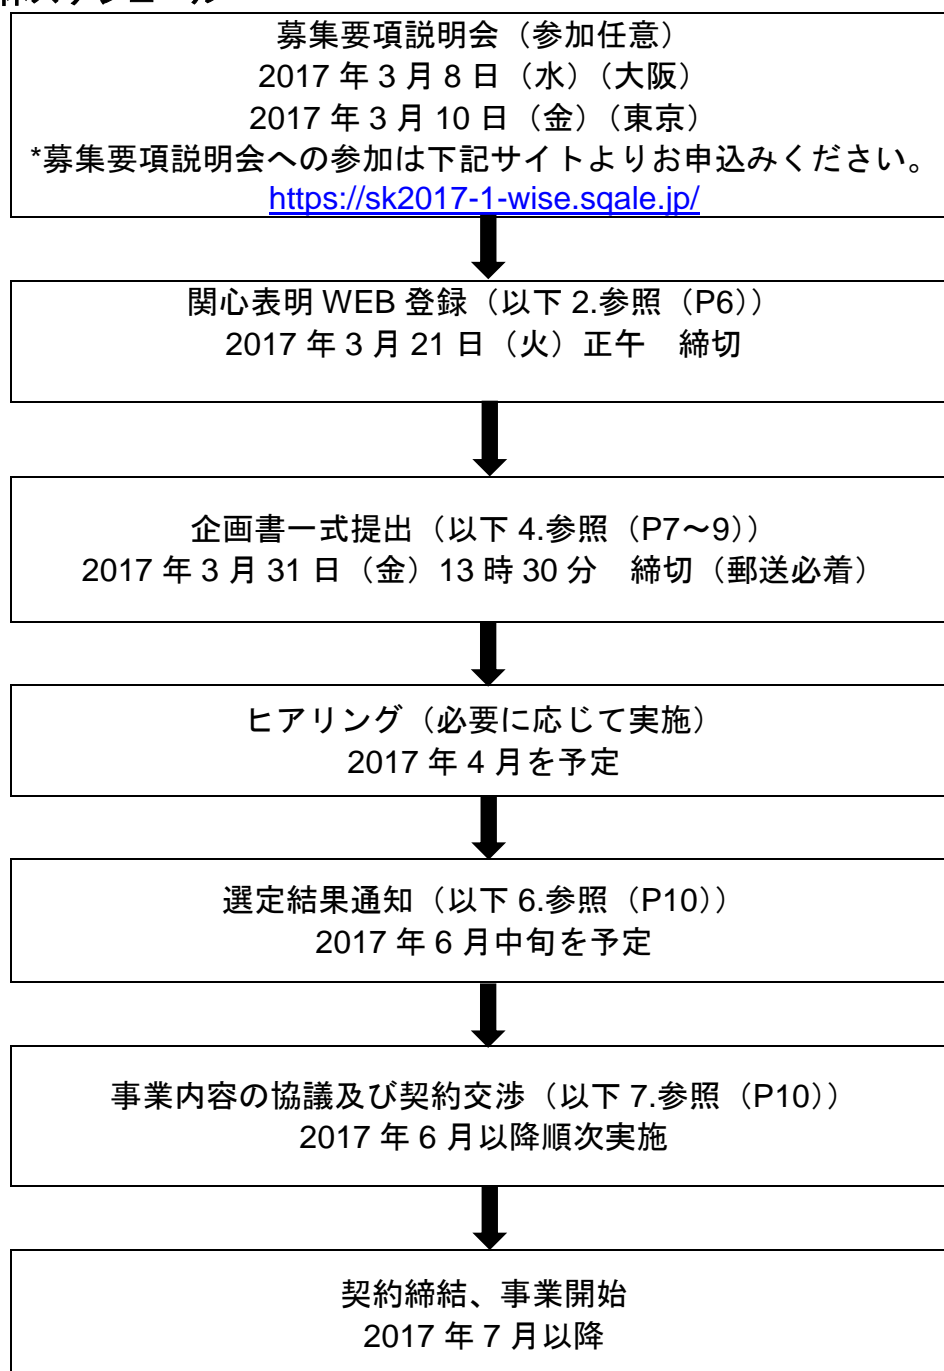 募集要項説明会（参加任意）
2017 年 3 月 8 日（水）（大阪）
2017 年 3 月 10 日（金）（東京）
*募集要項説明会への参加は下記サイトよりお申込みください。
https://sk2017-1-wise.sqale.jp/
関心表明 WEB 登録（以下 2.参照（P6））
2017 年 3 月 21 日（火）正午　締切
企画書一式提出（以下 4.参照（P7～9））
2017 年 3 月 31 日（金）13 時 30 分　締切（郵送必着）
ヒアリング（必要に応じて実施）
2017 年 4 月を予定
選定結果通知（以下 6.参照（P10））
2017 年 6 月中旬を予定
事業内容の協議及び契約交渉（以下 7.参照（P10））
2017 年 6 月以降順次実施
契約締結、事業開始
2017 年 7 月以降